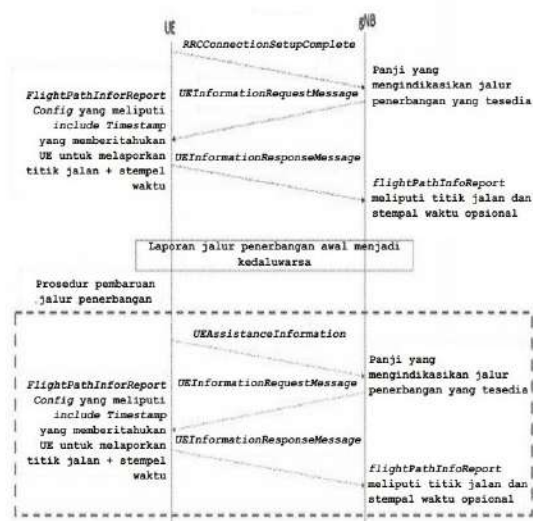 UE
gNB
RRCConnectionSetupComplete
Panji yang
mengindikasikan jalur
penerbangan yang tesedia
UEInformationRequestMessage
FlightPathInforReport
Config yang meliputi
include Timestamp
yang memberitahukan
UE untuk melaporkan
titik jalan + stempel
waktu
UEInformationResponseMessage
flightPathInfoReport
meliputi titik jalan dan
stempal waktu opsional
Laporan jalur penerbangan awal menjadi
kedaluwarsa
Prosedur pembaruan
jalur penerbangan
UEAssistanceInformation
Panji yang
mengindikasikan jalur
penerbangan yang tesedia
UEInformationRequestMessage
FlightPathInforReport
Config yang meliputi
include Timestamp
yang memberitahukan
UE untuk melaporkan
titik jalan + stempel
waktu
UEInformationResponseMessage
flightPathInfoReport
meliputi titik jalan dan
stempal waktu opsional